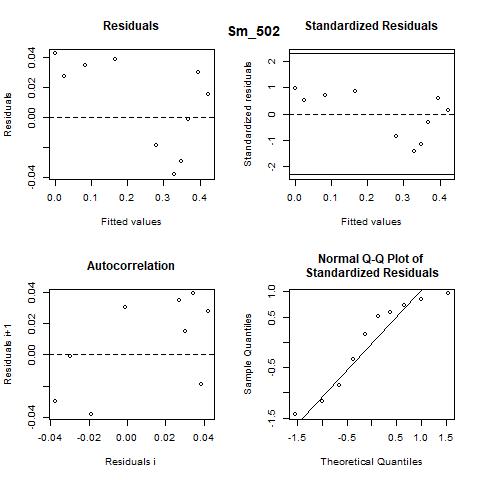 Sm_502
Residuals
Residuals
-0.04
0.00
0.02
0.04
0.0
0.1
0.2
0.3
0.4
Fitted values
Standardized Residuals
Standardized residuals
-2
-1
0
1
2
0.0
0.1
0.2
0.3
0.4
Fitted values
Autocorrelation
Residuals i+1
-0.04
0.00
0.02
0.04
-0.04
-0.02
0.00
0.02
0.04
Residuals i
Normal Q-Q Plot of
Standardized Residuals
Sample Quantiles
-1.5
-0.5
0.5
1.0
-1.5
-0.5
0.5
1.0
1.5
Theoretical Quantiles